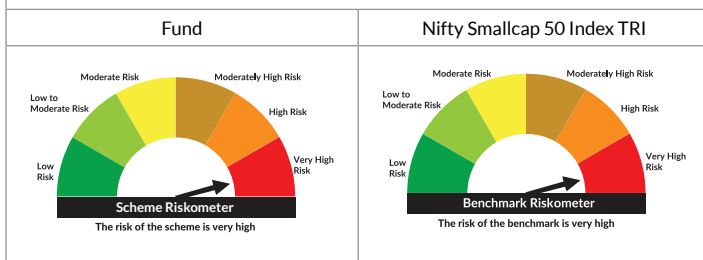 Fund
Nifty Smallcap 50 Index TRI
Moderate Risk
Moderately High Risk
Low to
Moderate Risk
High Risk
Low
Risk
Very High
Risk
Scheme Riskometer
The risk of the scheme is very high
Moderate Risk
Moderately High Risk
Low to
Moderate Risk
High Risk
Low
Risk
Very High
Risk
Benchmark Riskometer
The risk of the benchmark is very high